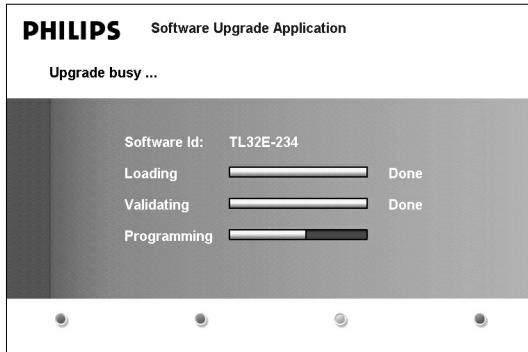 PHILIPS Software Upgrade Application
Upgrade busy ...
Software Id: TL32E-234
Loading Done
Validating Done
Programming